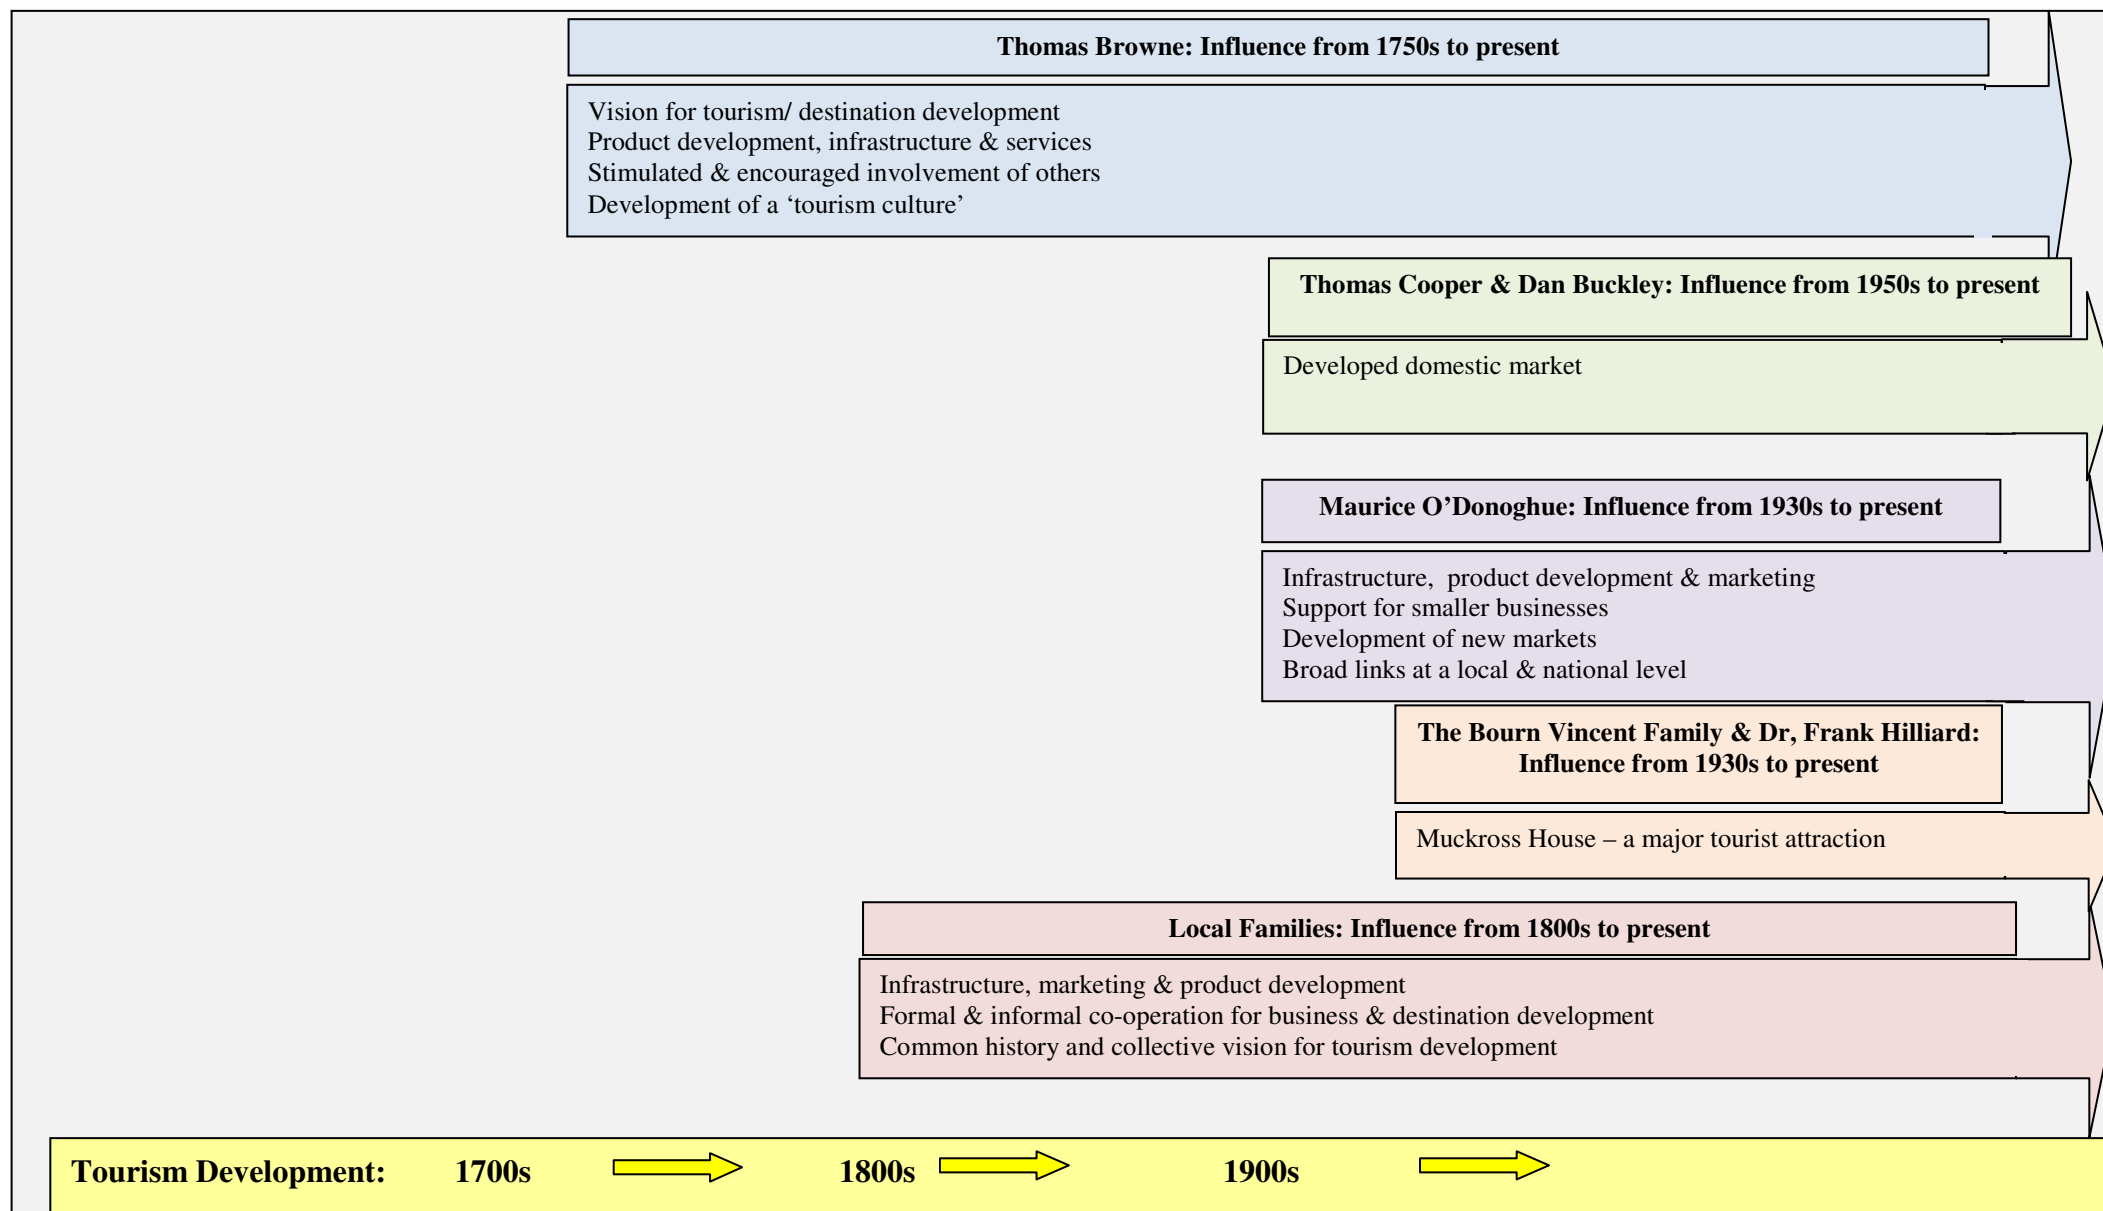 Thomas Browne: Influence from 1750s to present
Vision for tourism/ destination development
Product development, infrastructure & services
Stimulated & encouraged involvement of others
Development of a ‘tourism culture’
Thomas Cooper & Dan Buckley: Influence from 1950s to present
Developed domestic market
Maurice O’Donoghue: Influence from 1930s to present
Infrastructure,  product development & marketing
Support for smaller businesses
Development of new markets
Broad links at a local & national level
The Bourn Vincent Family & Dr, Frank Hilliard:
Influence from 1930s to present
Muckross House – a major tourist attraction
Local Families: Influence from 1800s to present
Infrastructure, marketing & product development
Formal & informal co-operation for business & destination development
Common history and collective vision for tourism development
Tourism Development: 1700s 1800s 1900s